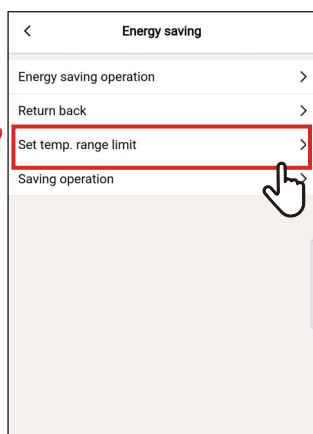 Energy saving
Energy saving operation
Return back
Set temp. range limit
Saving operation